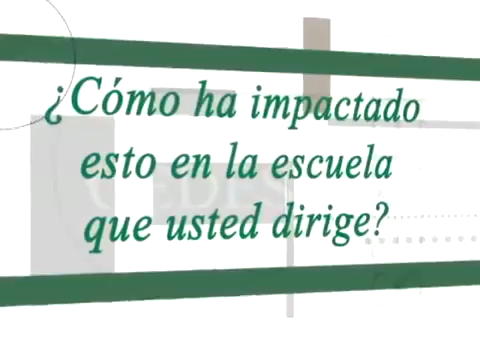 ¿Cómo ha impactado
esto en la escuela
que usted dirige?